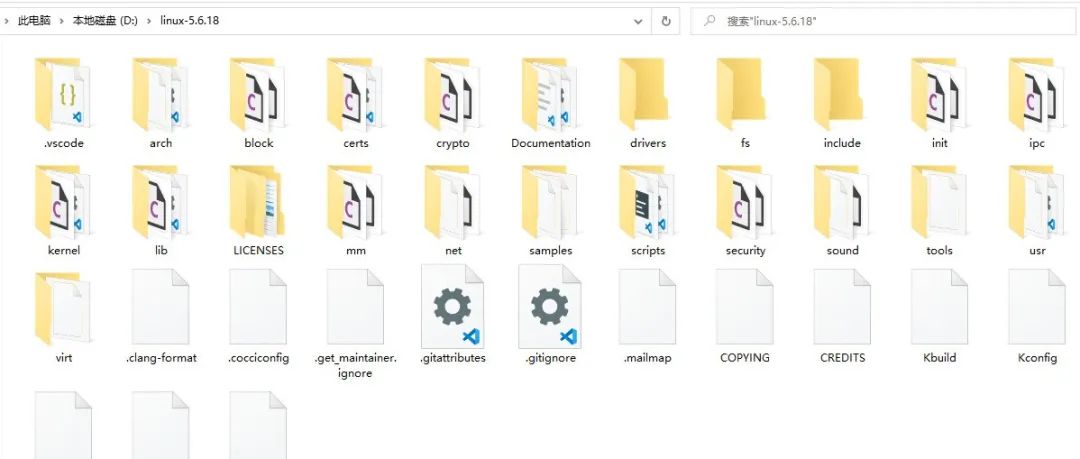 此电脑 › 本地磁盘 (D:) › linux-5.6.18
搜索"linux-5.6.18"
.vscode arch block certs crypto Documentation drivers fs include init ipc
kernel lib LICENSES mm net samples scripts security sound tools usr
virt .clang-format .cocciconfig .get_maintainer. .gitattributes .gitignore .mailmap COPYING CREDITS Kbuild Kconfig
ignore